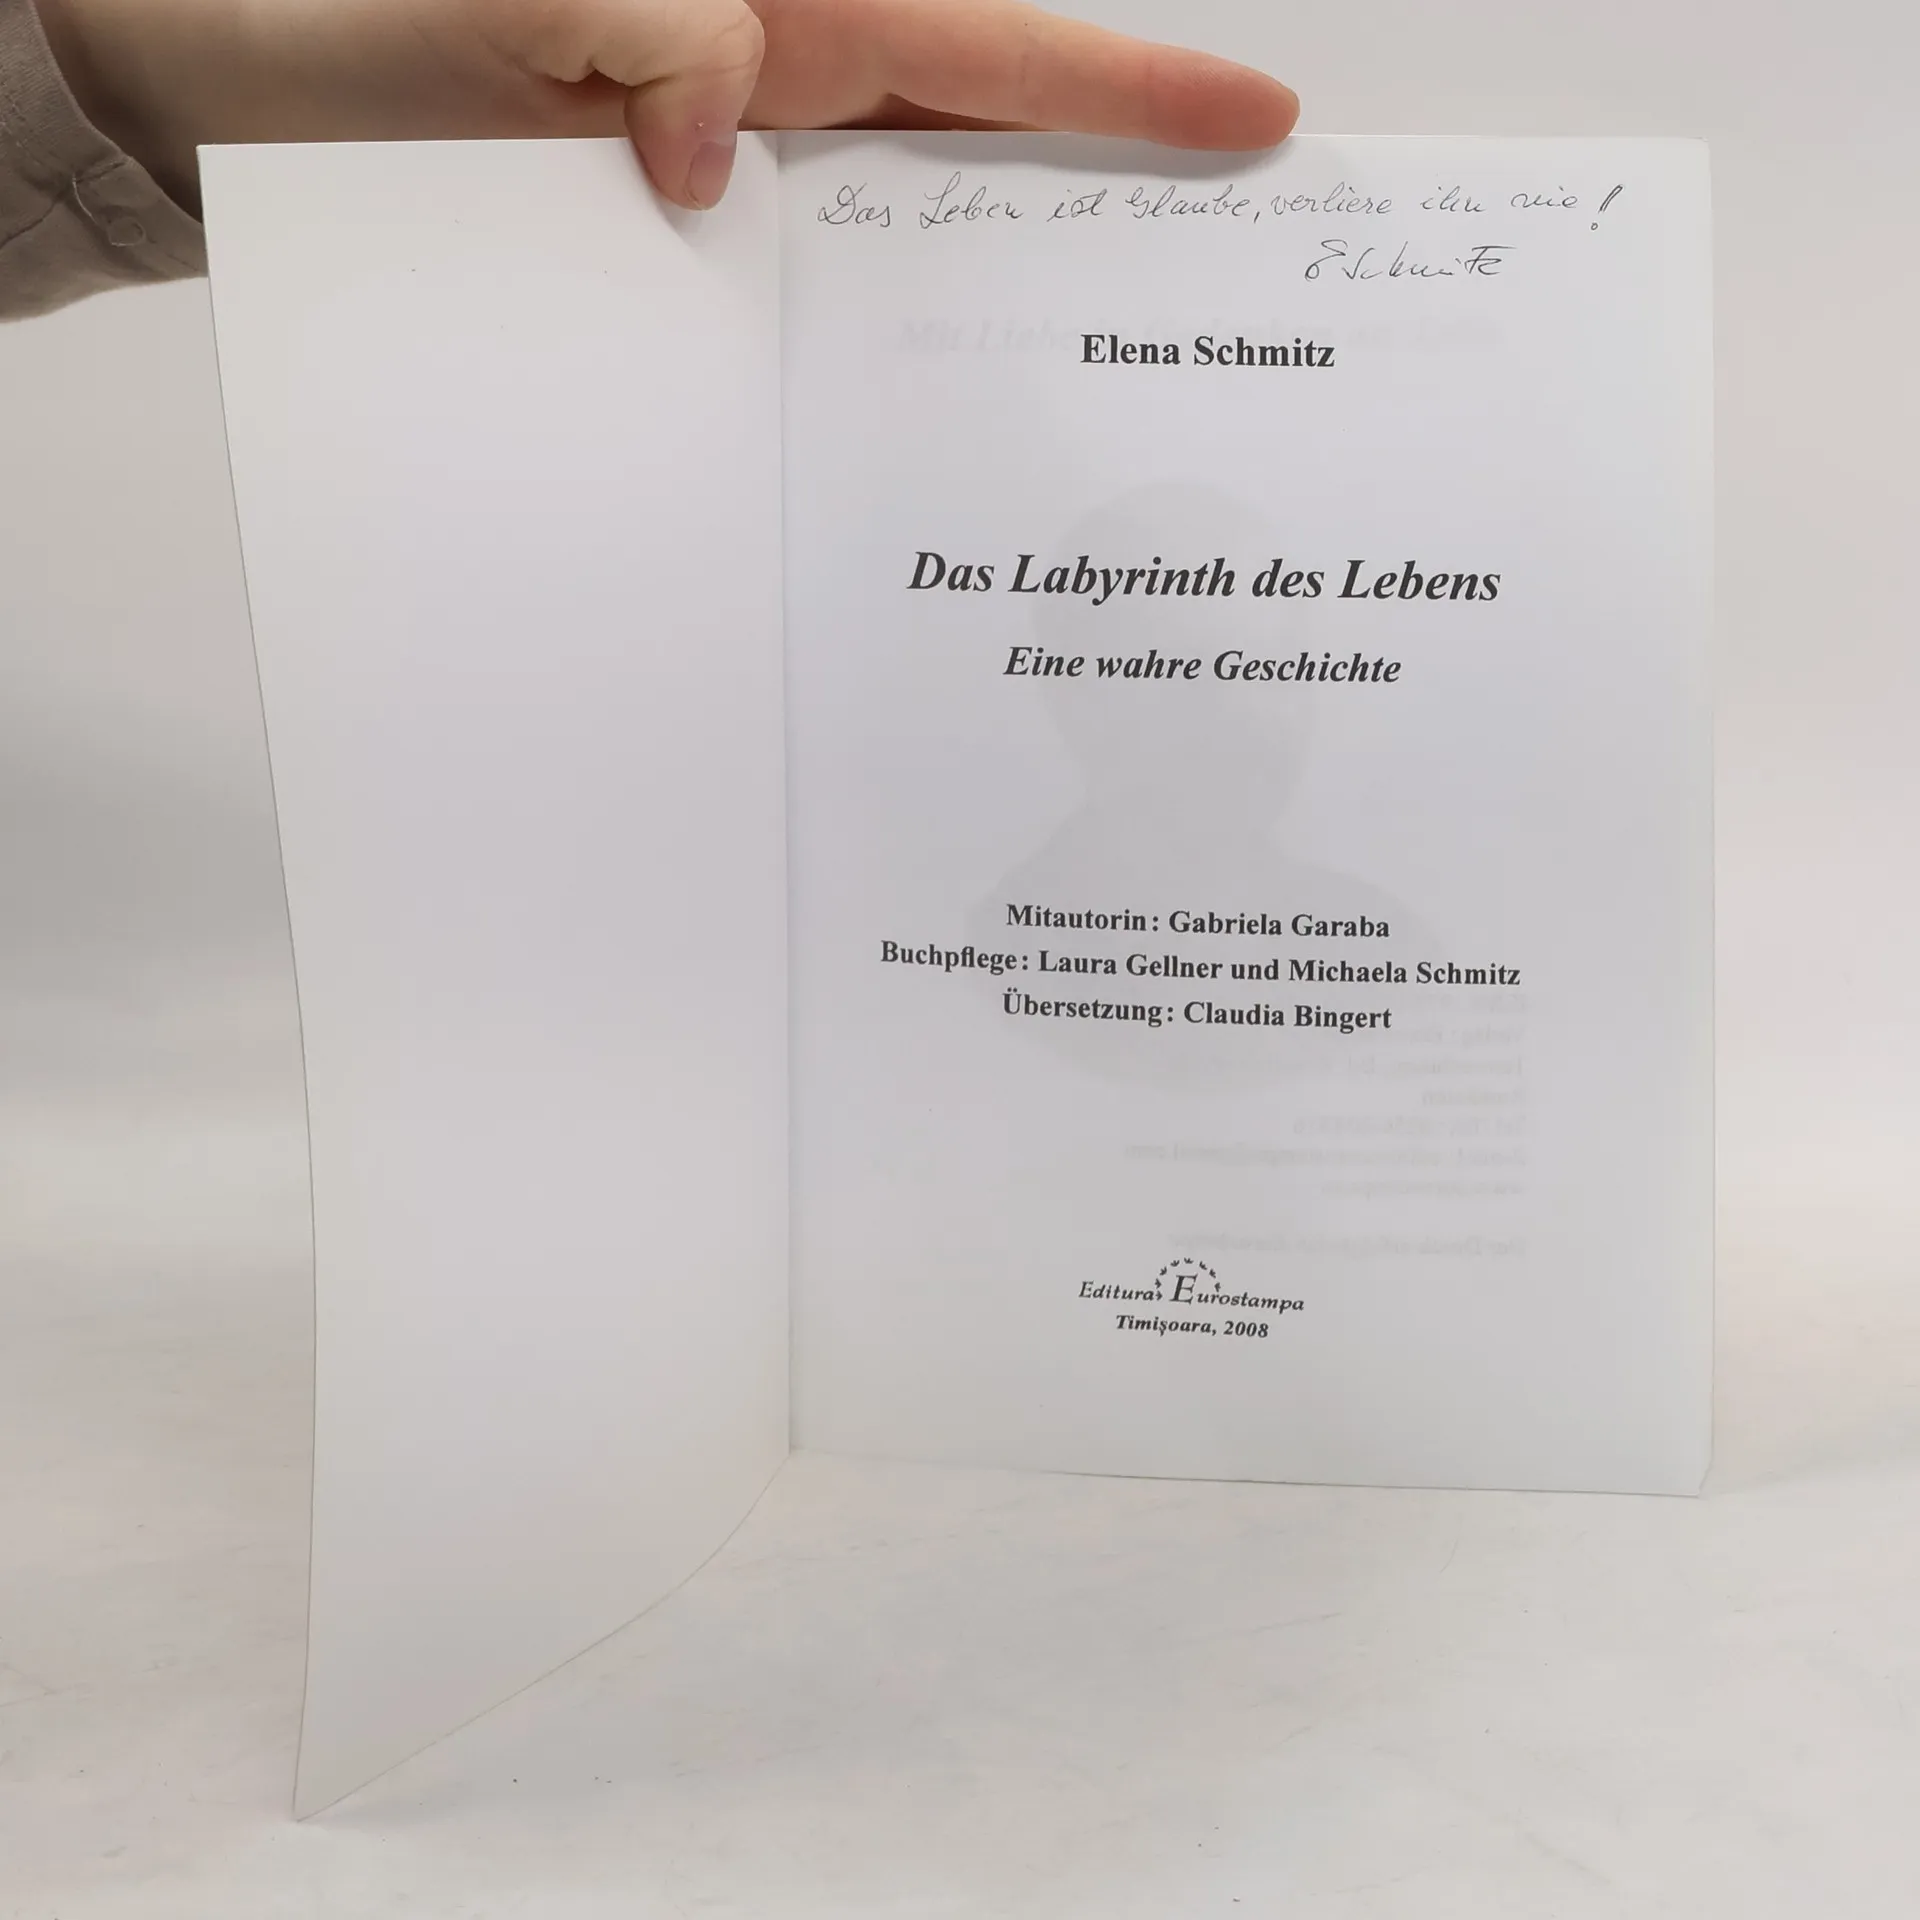 Das Leben ist Glaube, verliere ihn nie!
ESchmitz
Elena Schmitz
Das Labyrinth des Lebens
Eine wahre Geschichte
Mitautorin: Gabriela Garaba
Buchpflege: Laura Gellner und Michaela Schmitz
Übersetzung: Claudia Bingert
Editura Eurostampa
Timişoara, 2008